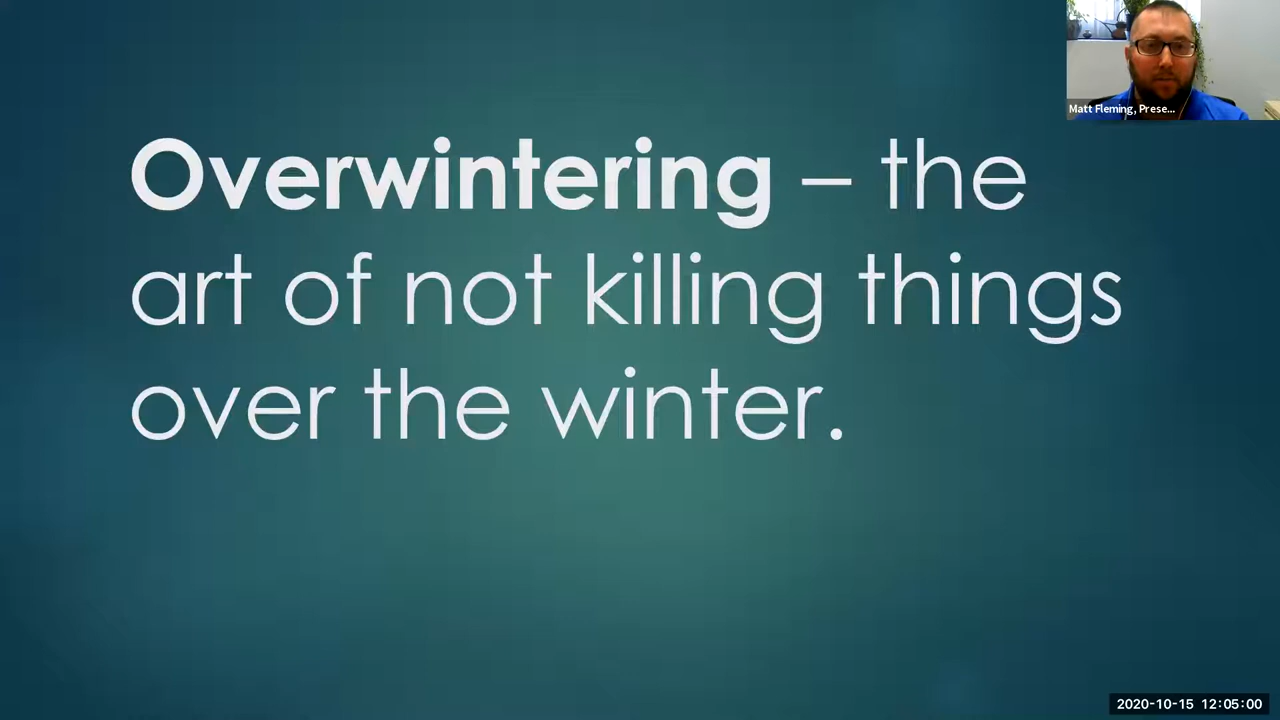 Matt Fleming, Prese...
Overwintering – the
art of not killing things
over the winter.
2020-10-15 12:05:00